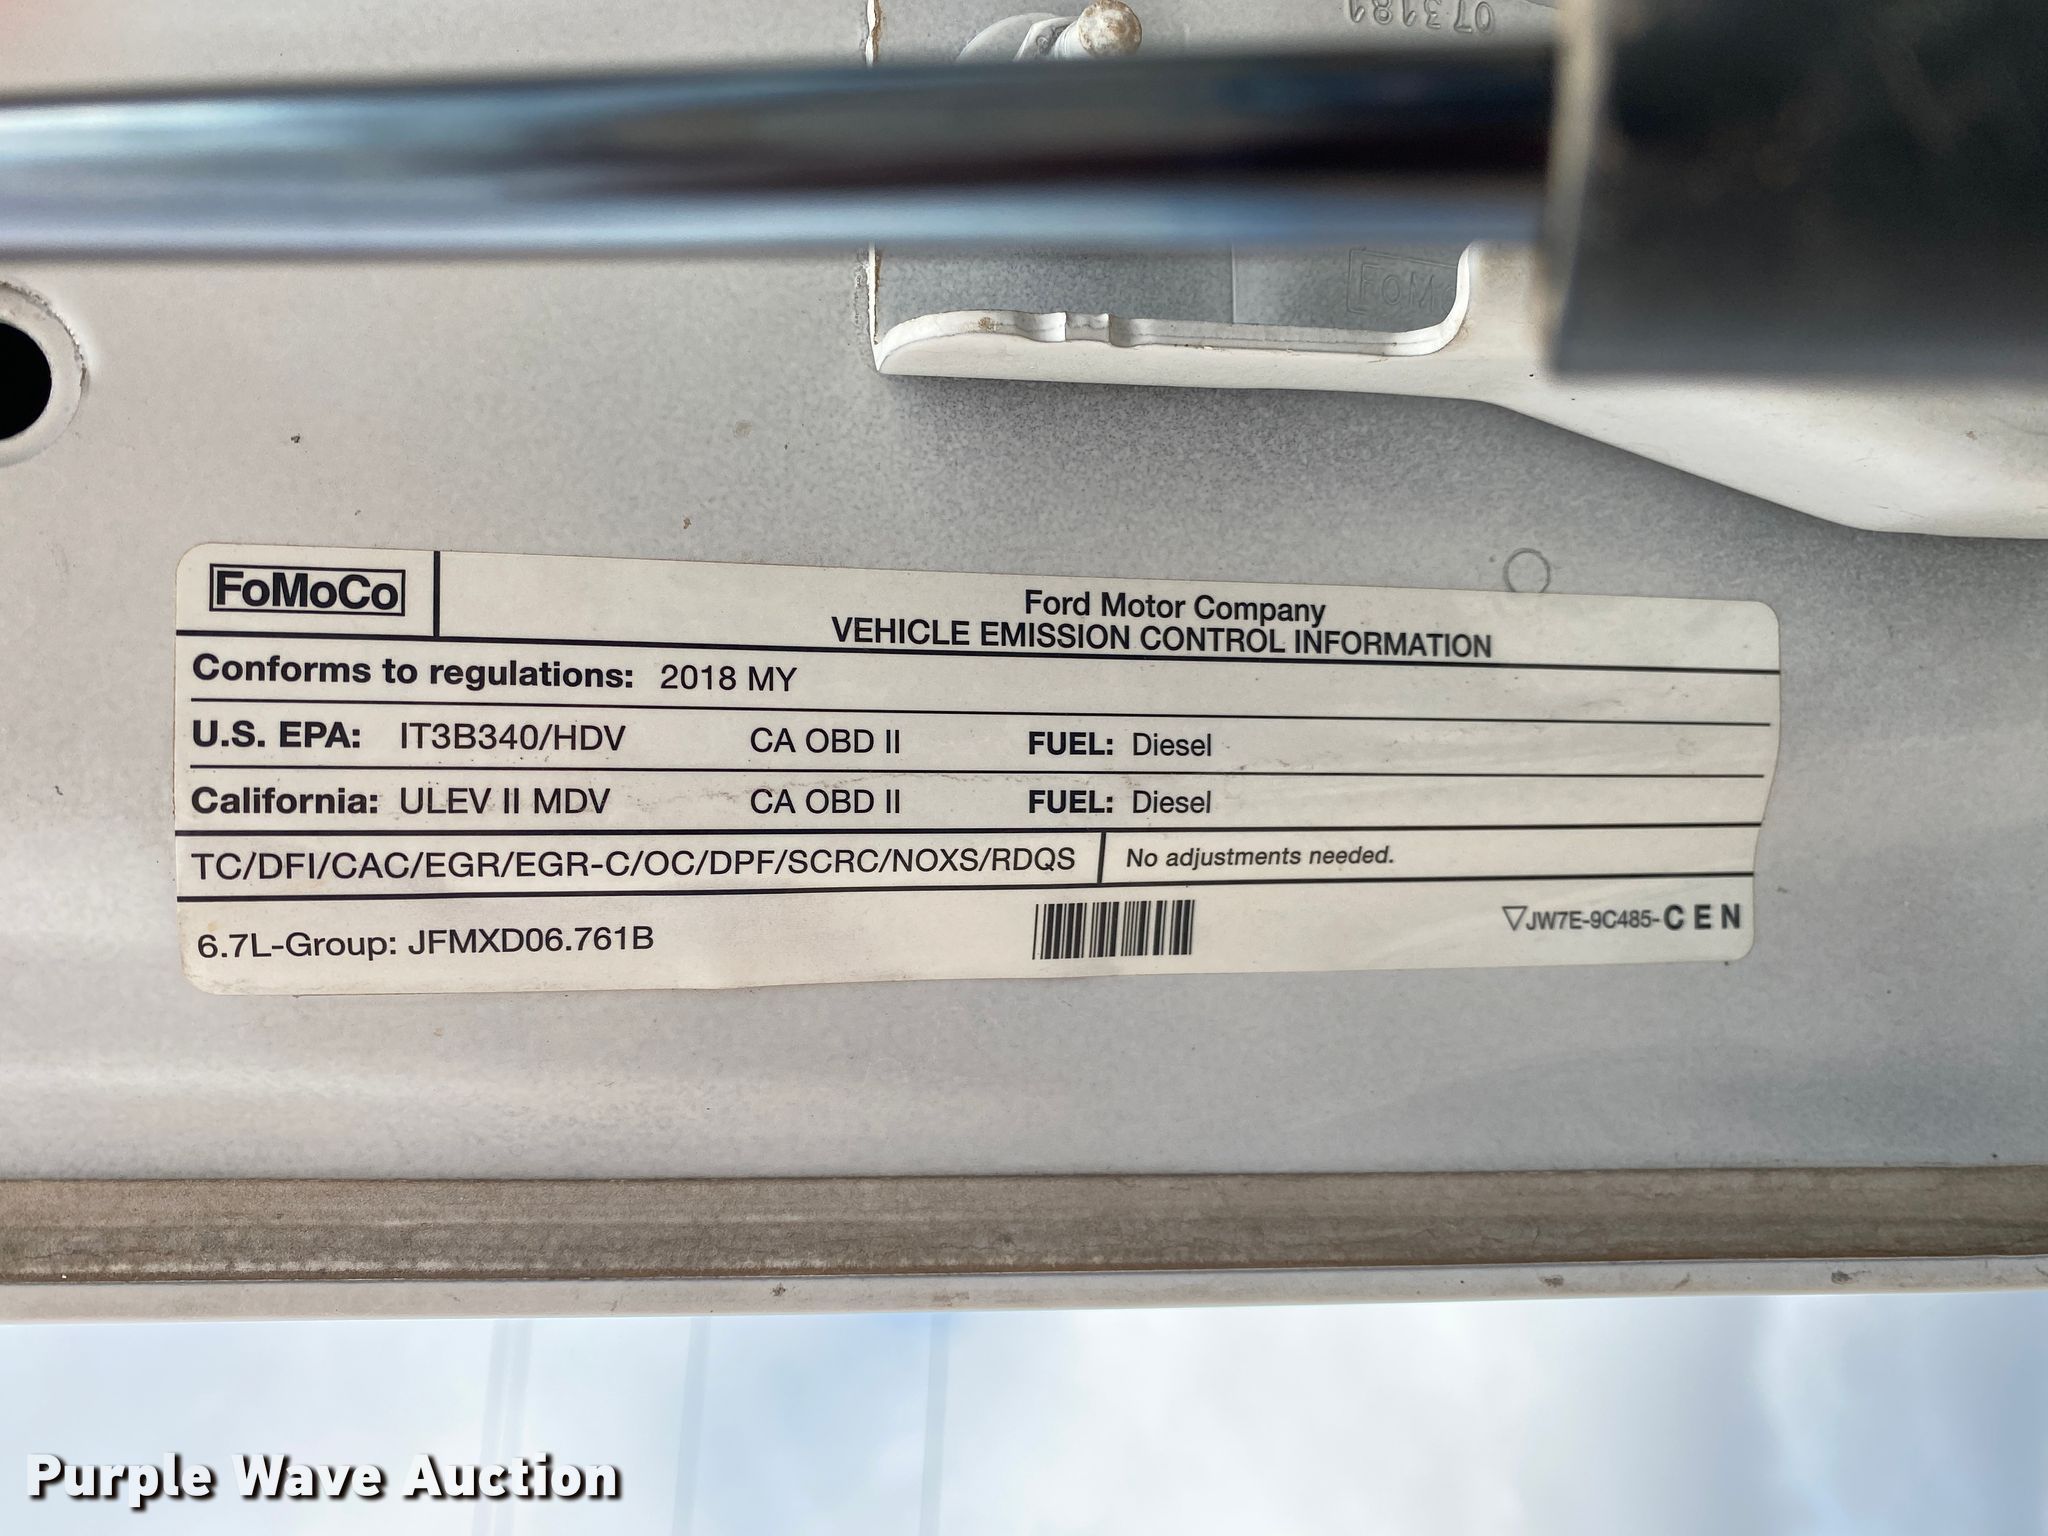 073181
FoMoCo
Ford Motor Company
VEHICLE EMISSION CONTROL INFORMATION
Conforms to regulations: 2018 MY
U.S. EPA: IT3B340/HDV CA OBD II FUEL: Diesel
California: ULEV II MDV CA OBD II FUEL: Diesel
TC/DFI/CAC/EGR/EGR-C/OC/DPF/SCRC/NOXS/RDQS No adjustments needed.
6.7L-Group: JFMXD06.761B
▽JW7E-9C485-CEN
Purple Wave Auction